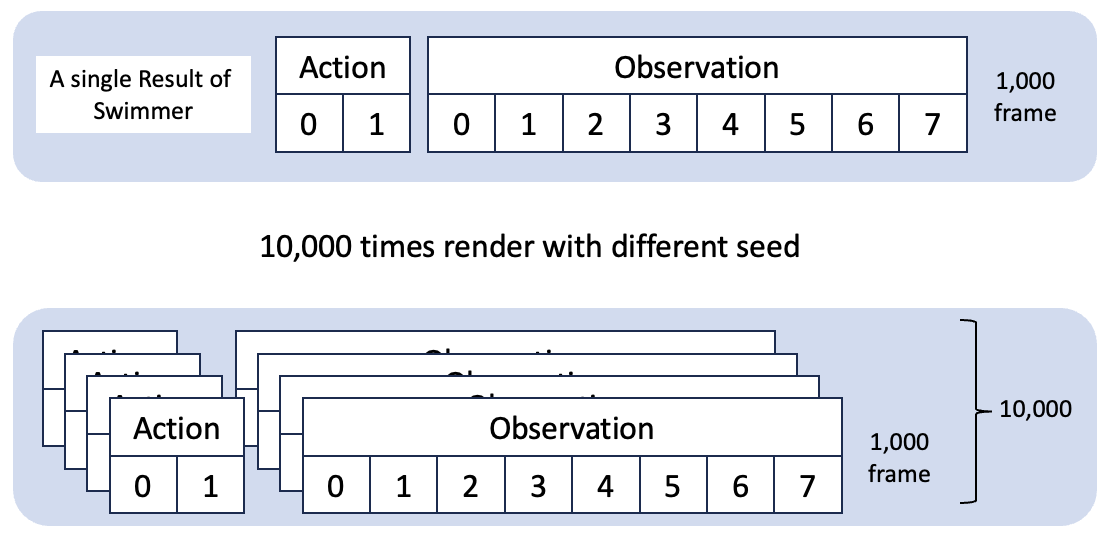 A single Result of
Swimmer
Action
Observation
0 1
0 1 2 3 4 5 6 7
1,000
frame
10,000 times render with different seed
Action
Observation
0 1
0 1 2 3 4 5 6 7
1,000
frame
10,000